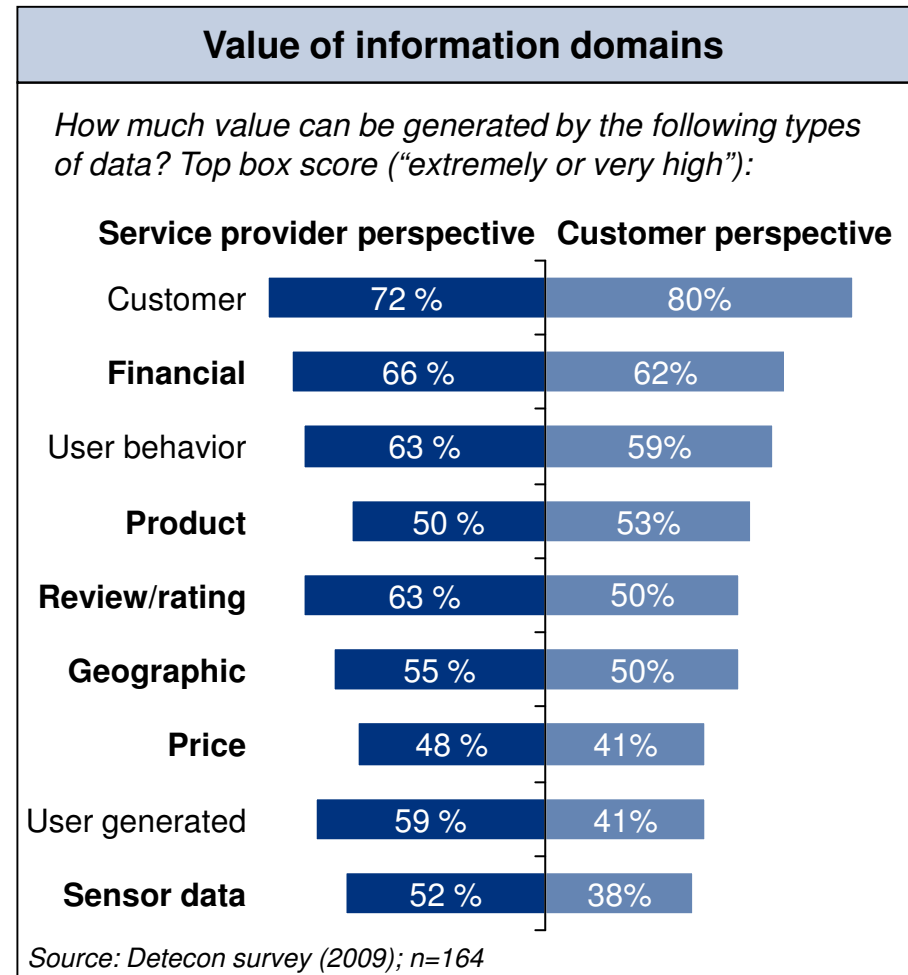 Value of information domains
How much value can be generated by the following types
of data? Top box score (“extremely or very high”):
Service provider perspective Customer perspective
Customer 72 % 80%
Financial 66 % 62%
User behavior 63 % 59%
Product 50 % 53%
Review/rating 63 % 50%
Geographic 55 % 50%
Price 48 % 41%
User generated 59 % 41%
Sensor data 52 % 38%
Source: Detecon survey (2009); n=164